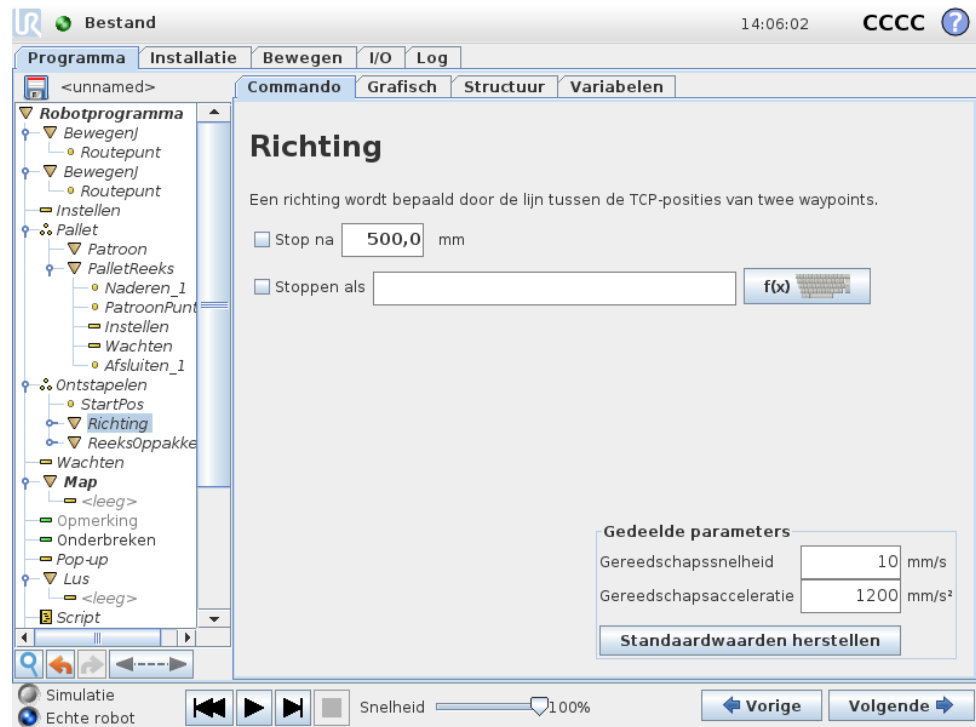 Bestand 14:06:02 CCCC ?
Programma Installatie Bewegen I/O Log
<unnamed> Commando Grafisch Structuur Variabelen
Robotprogramma
BewegenJ
Routepunt
BewegenJ
Routepunt
Instellen
Pallet
Patroon
PalletReeks
Naderen_1
PatroonPunt
Instellen
Wachten
Afsluiten_1
Ontstapelen
StartPos
Richting
ReeksOppakke
Wachten
Map
<leeg>
Opmerking
Onderbreken
Pop-up
Lus
<leeg>
Script
Richting
Een richting wordt bepaald door de lijn tussen de TCP-posities van twee waypoints.
Stop na 500,0 mm
Stoppen als f(x)
Gedeelde parameters
Gereedschapssnelheid 10 mm/s
Gereedschapsacceleratie 1200 mm/s²
Standaardwaarden herstellen
Simulatie
Echte robot
Snelheid 100%
Vorige Volgende